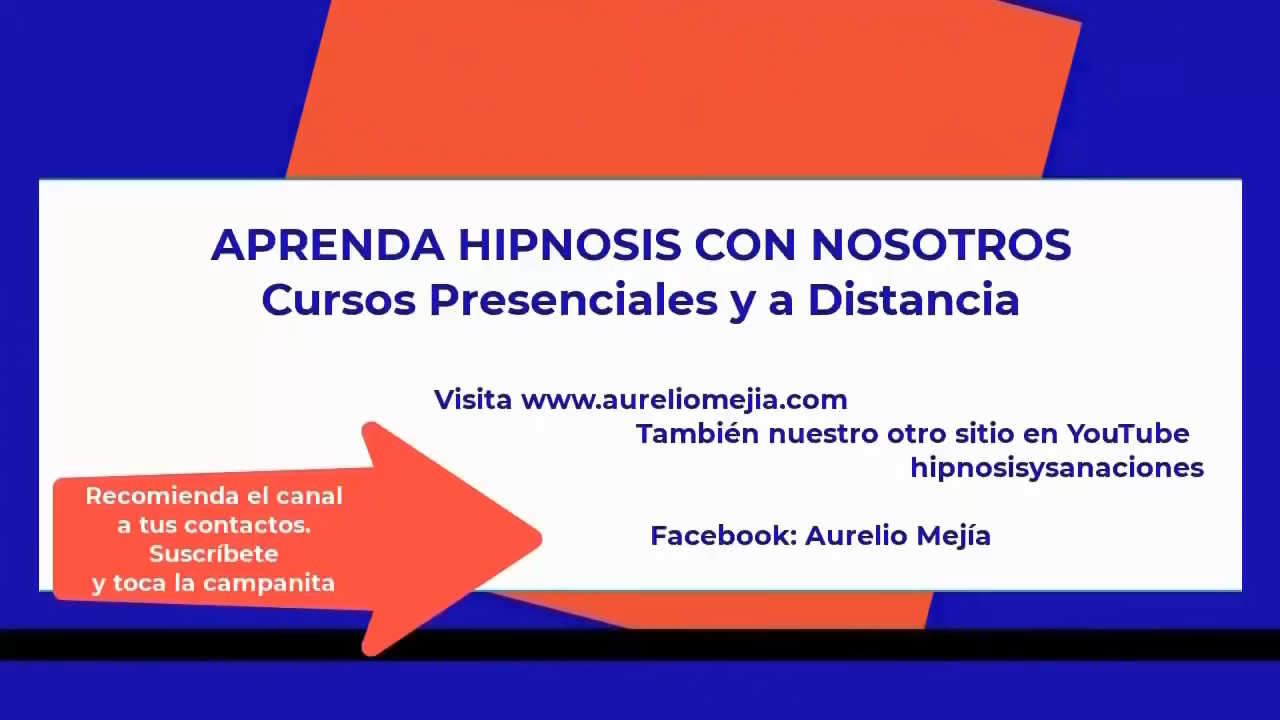 APRENDA HIPNOSIS CON NOSOTROS
Cursos Presenciales y a Distancia
Visita www.aureliomejia.com
También nuestro otro sitio en YouTube
hipnosisysanaciones
Facebook: Aurelio Mejía
Recomienda el canal
a tus contactos.
Suscríbete
y toca la campanita